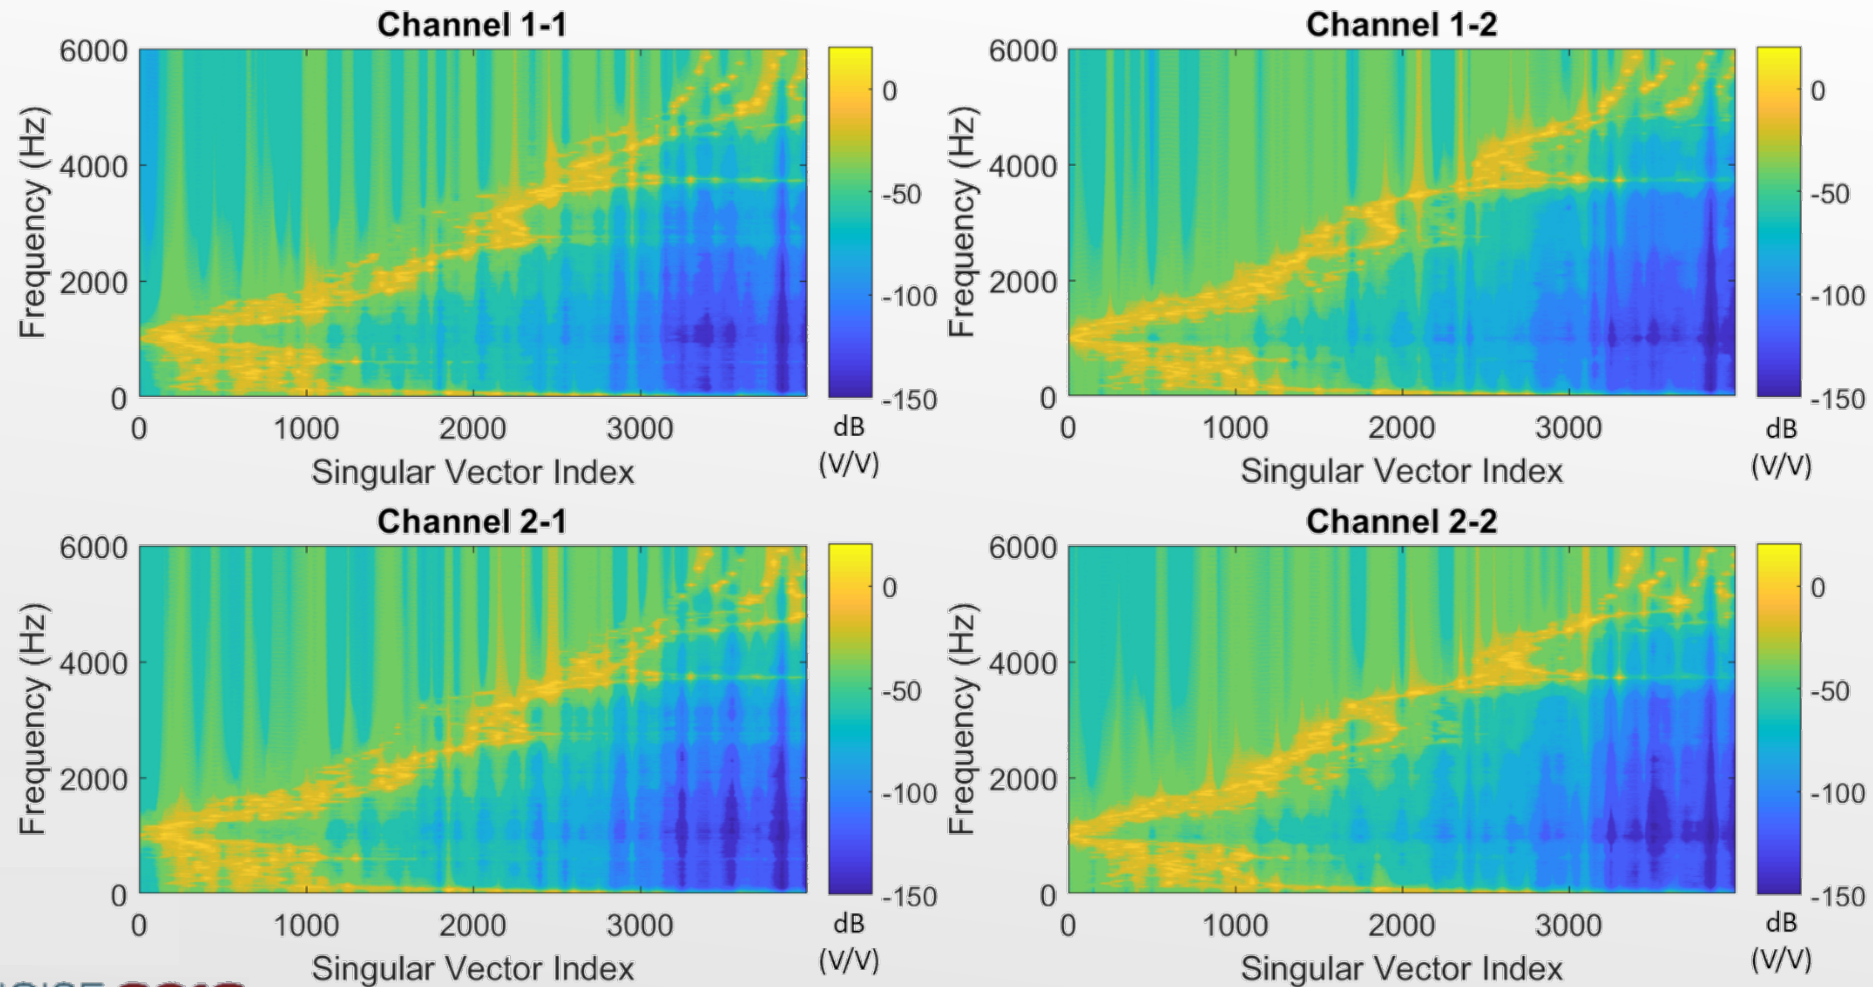 Channel 1-1
6000
4000
2000
0
0 1000 2000 3000
Frequency (Hz)
Singular Vector Index
0
-50
-100
-150
dB
(V/V)
Channel 1-2
6000
4000
2000
0
0 1000 2000 3000
Frequency (Hz)
Singular Vector Index
0
-50
-100
-150
dB
(V/V)
Channel 2-1
6000
4000
2000
0
0 1000 2000 3000
Frequency (Hz)
Singular Vector Index
0
-50
-100
-150
dB
(V/V)
Channel 2-2
6000
4000
2000
0
0 1000 2000 3000
Frequency (Hz)
Singular Vector Index
0
-50
-100
-150
dB
(V/V)